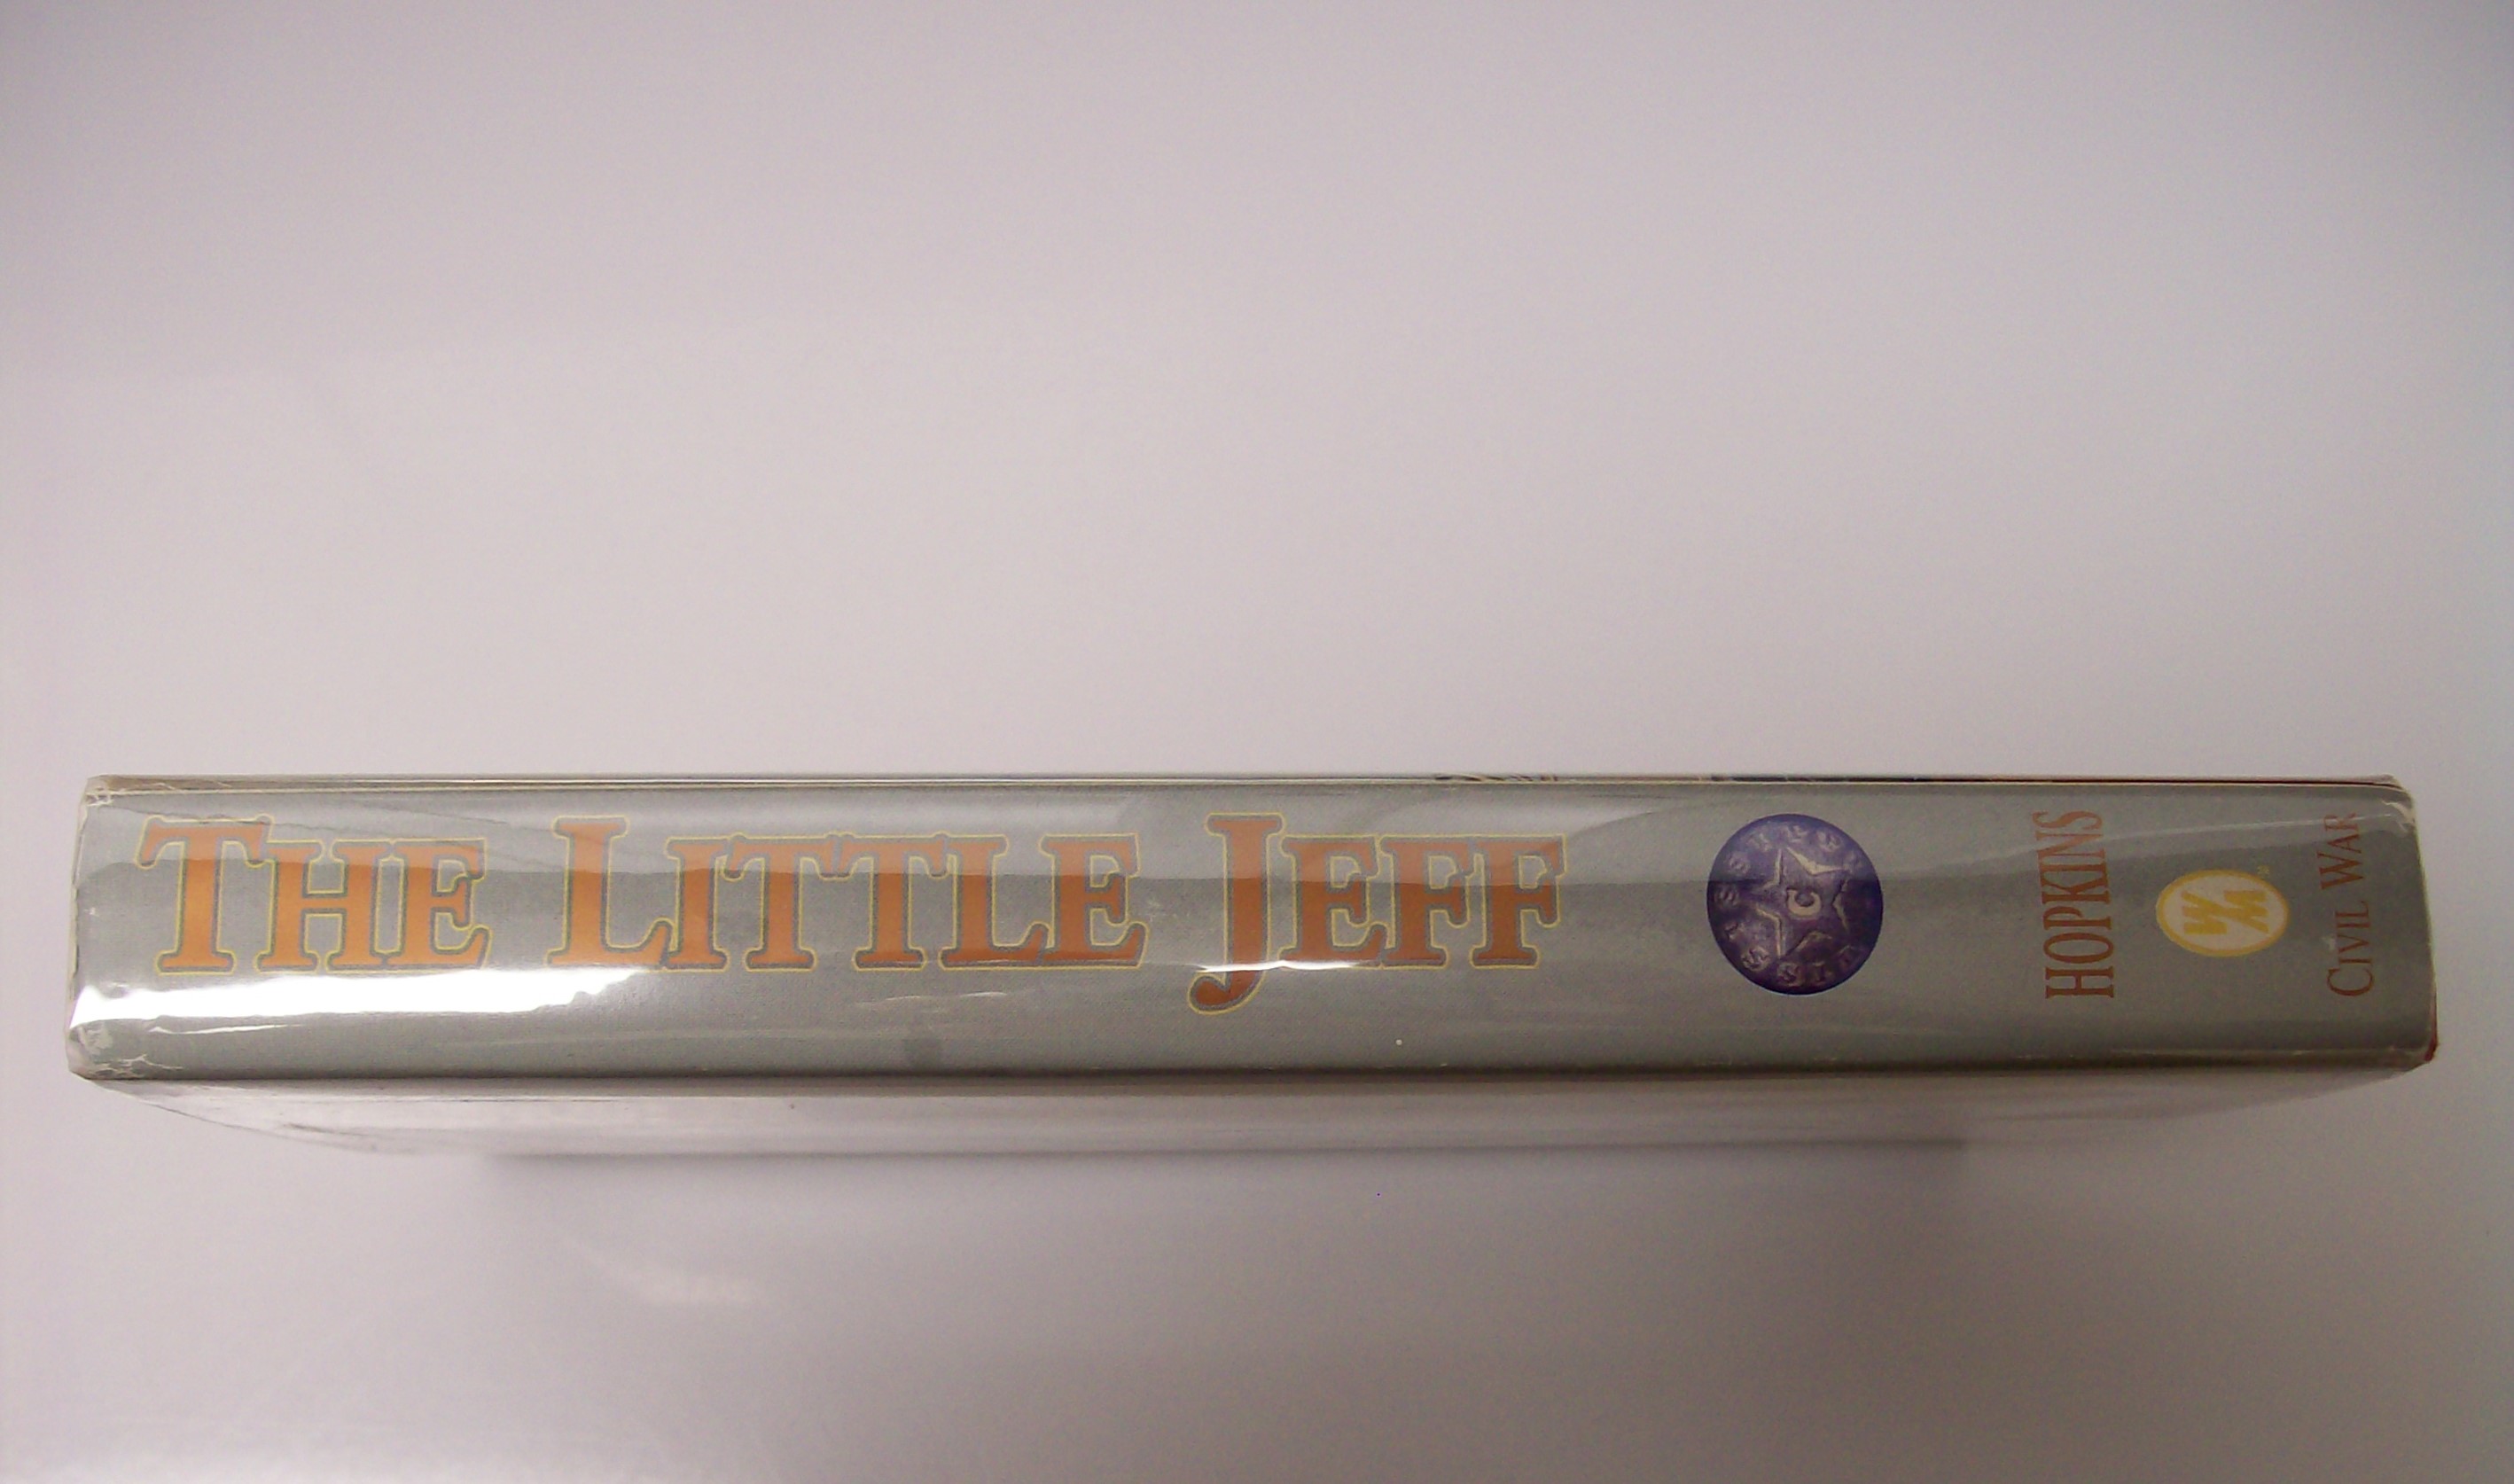 THE LITTLE JEFF
C
HOPKINS
CIVIL WAR